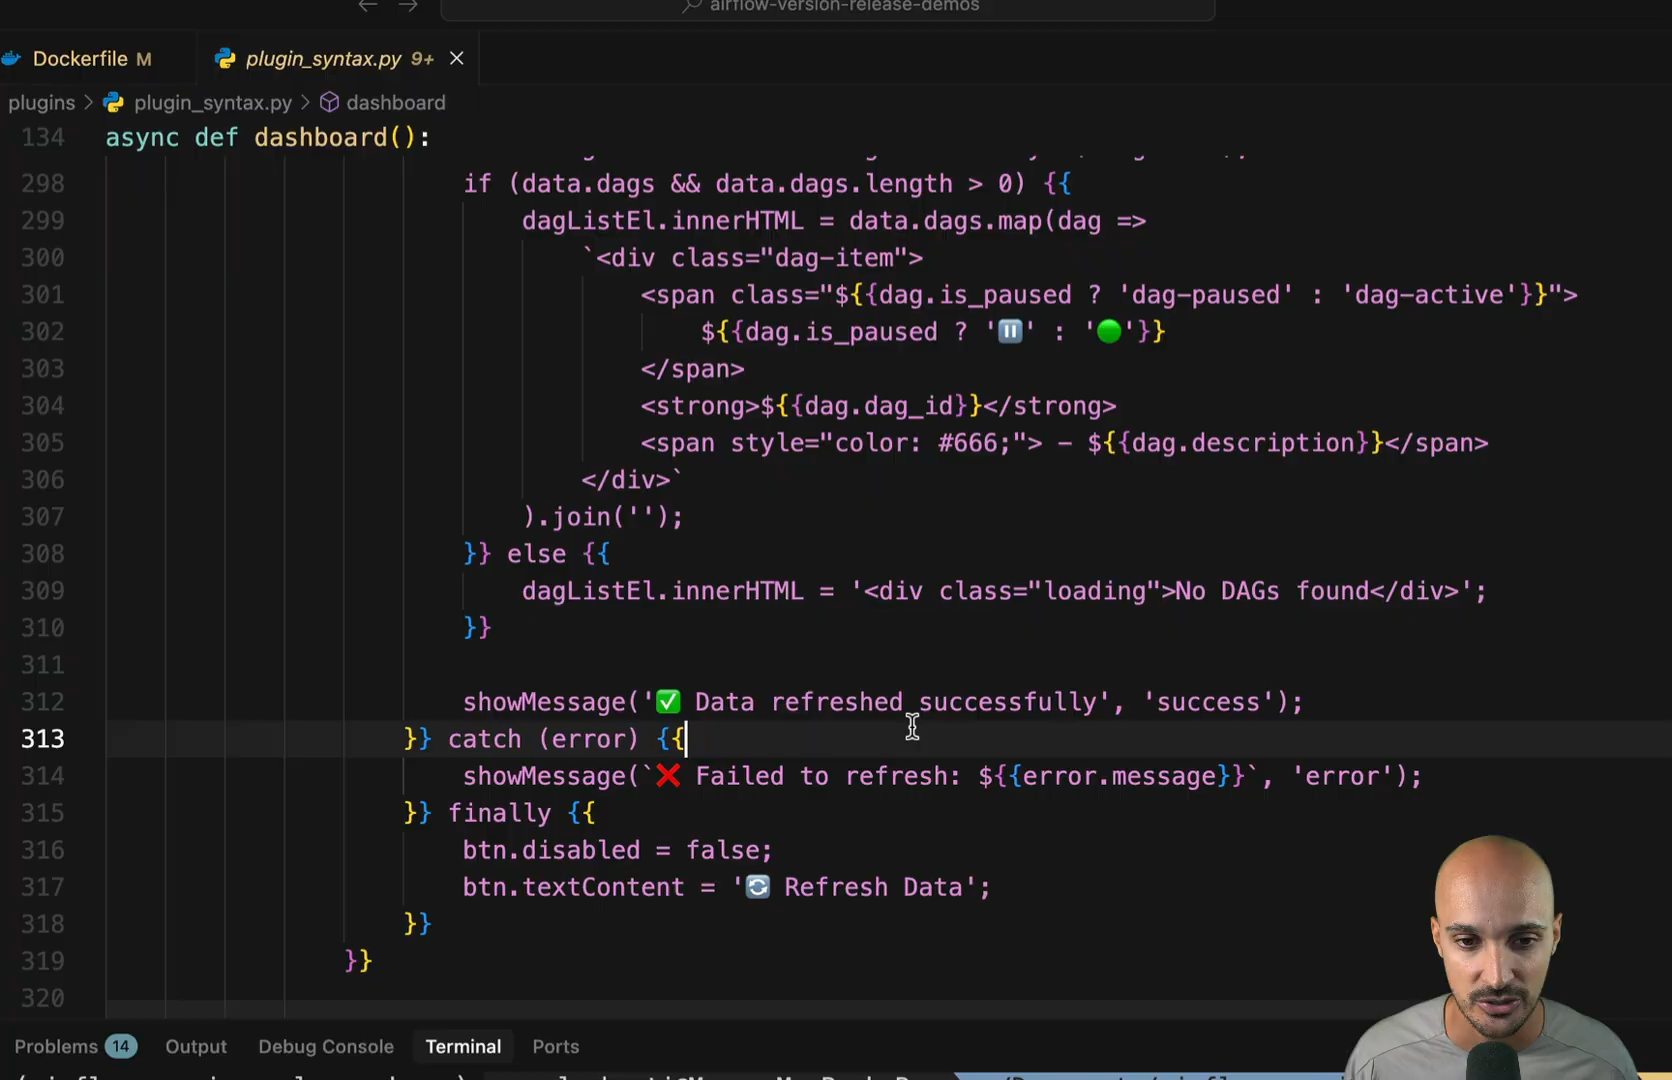 airflow-version-release-demos
Dockerfile M
plugin_syntax.py 9+
plugins > plugin_syntax.py > dashboard
134 async def dashboard():
298 if (data.dags && data.dags.length > 0) {{
299 dagListEl.innerHTML = data.dags.map(dag =>
300 `<div class="dag-item">
301 <span class="${{dag.is_paused ? 'dag-paused' : 'dag-active'}}">
302 ${{dag.is_paused ? '⏸️' : '🟢'}}
303 </span>
304 <strong>${{dag.dag_id}}</strong>
305 <span style="color: #666;"> - ${{dag.description}}</span>
306 </div>`
307 ).join('');
308 }} else {{
309 dagListEl.innerHTML = '<div class="loading">No DAGs found</div>';
310 }}
311
312 showMessage('✅ Data refreshed successfully', 'success');
313 }} catch (error) {{
314 showMessage(`❌ Failed to refresh: ${{error.message}}`, 'error');
315 }} finally {{
316 btn.disabled = false;
317 btn.textContent = '🔄 Refresh Data';
318 }}
319 }}
320
Problems 14 Output Debug Console Terminal Ports